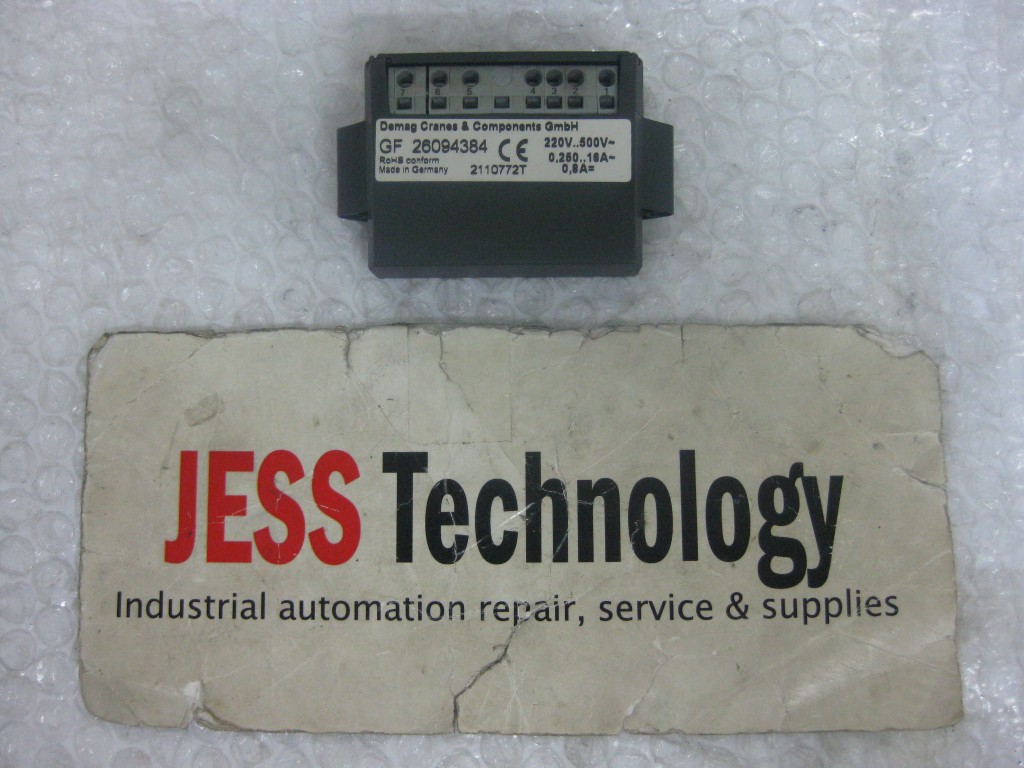 7 6 5 4 3 2 1
Demag Cranes & Components GmbH
GF 26094384 CE 220V..500V~
RoHS conform 0,250..16A~
Made in Germany 2110772T 0,8A=
JESS Technology
Industrial automation repair, service & supplies